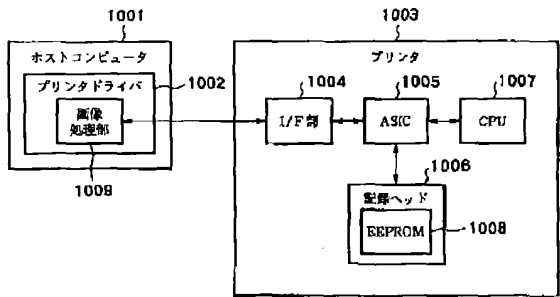 1001
ホストコンピュータ
プリンタドライバ
1002
画像
処理部
1009
1003
プリンタ
1004
I/F部
1005
ASIC
1007
CPU
1006
記録ヘッド
EEPROM
1008